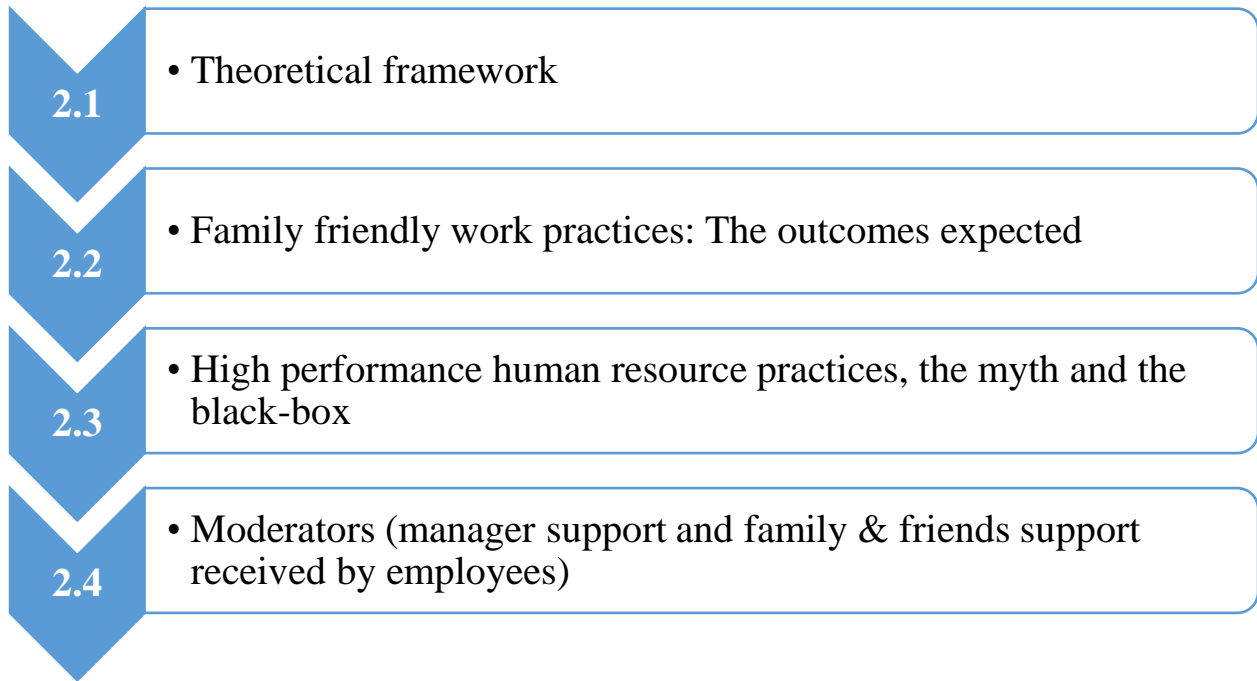 2.1
• Theoretical framework
2.2
• Family friendly work practices: The outcomes expected
2.3
• High performance human resource practices, the myth and the
black-box
2.4
• Moderators (manager support and family & friends support
received by employees)